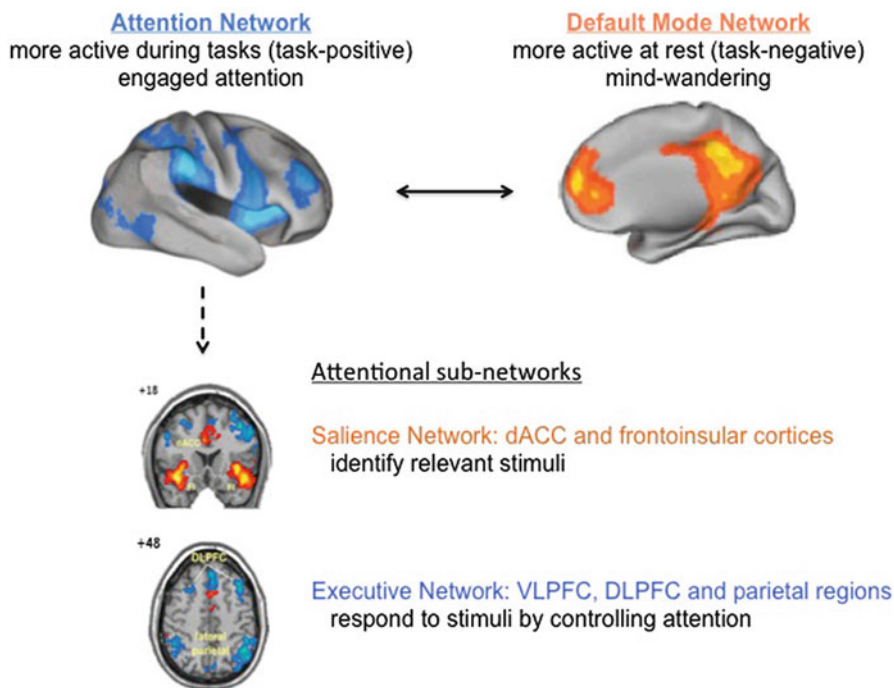 Attention Network
more active during tasks (task-positive)
engaged attention
Default Mode Network
more active at rest (task-negative)
mind-wandering
Attentional sub-networks
+18
dACC
FI
FI
Salience Network: dACC and frontoinsular cortices
identify relevant stimuli
+48
DLPFC
lateral
parietal
Executive Network: VLPFC, DLPFC and parietal regions
respond to stimuli by controlling attention